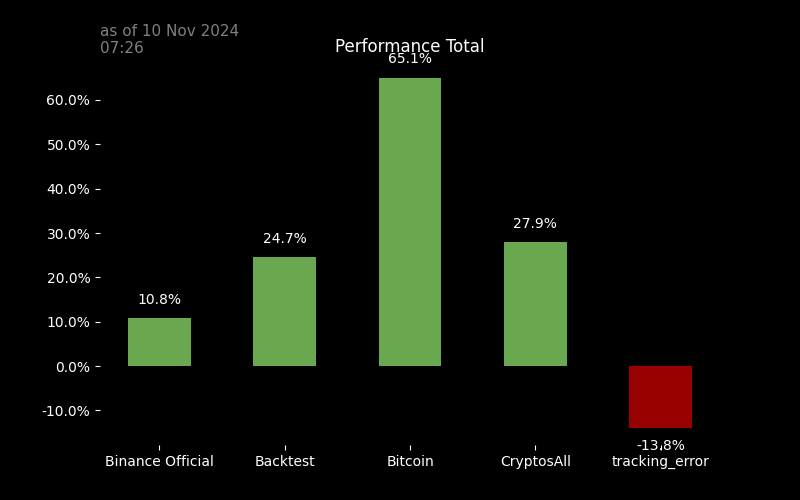 as of 10 Nov 2024
07:26
Performance Total
65.1%
60.0%
50.0%
40.0%
30.0%
20.0%
10.0%
0.0%
-10.0%
27.9%
24.7%
10.8%
-13.8%
Binance Official
Backtest
Bitcoin
CryptosAll
tracking_error